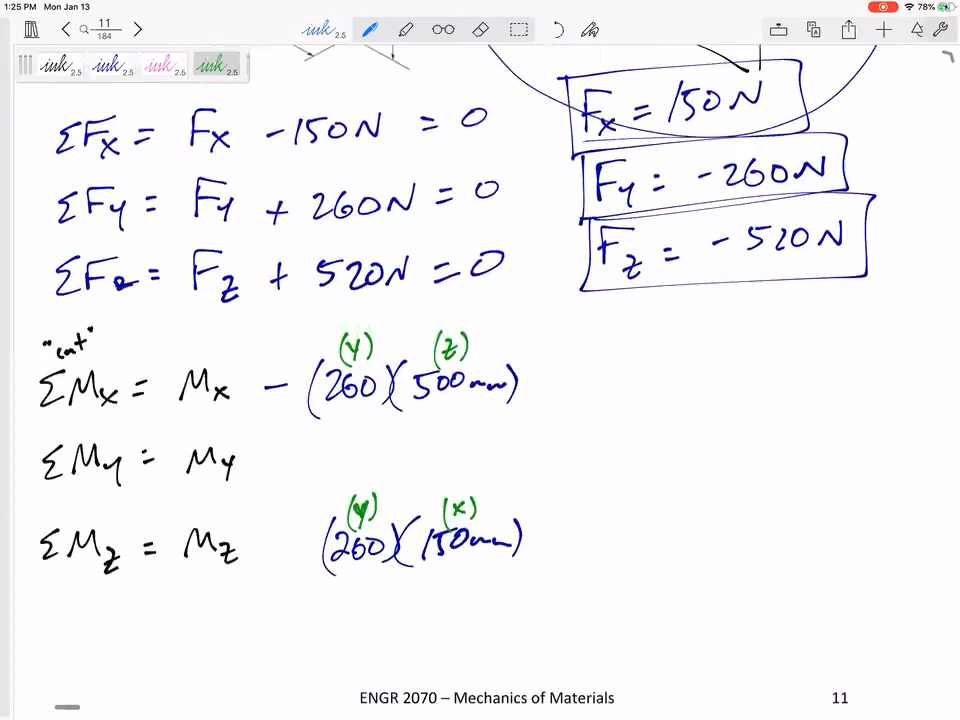 1:25 PM Mon Jan 13
78%
11
184
ink 2.5
ink 2.5
ink 2.5
ink 2.5
ink 2.5
ΣFx = Fx - 150N = 0
Fx = 150N
ΣFy = Fy + 260N = 0
Fy = -260N
ΣFz = Fz + 520N = 0
Fz = -520N
"cut"
(y) (z)
ΣMx = Mx - (260)(500mm)
ΣMy = My
(y) (x)
ΣMz = Mz (260)(150mm)
ENGR 2070 – Mechanics of Materials
11